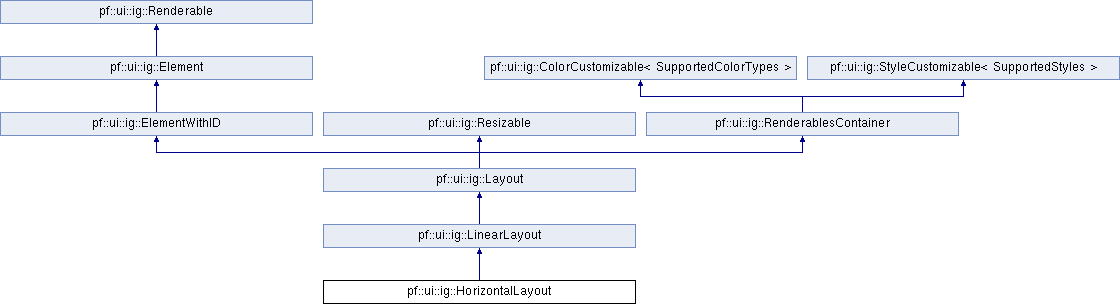 pf::ui::ig::Renderable
pf::ui::ig::Element
pf::ui::ig::ColorCustomizable< SupportedColorTypes >
pf::ui::ig::StyleCustomizable< SupportedStyles >
pf::ui::ig::ElementWithID
pf::ui::ig::Resizable
pf::ui::ig::RenderablesContainer
pf::ui::ig::Layout
pf::ui::ig::LinearLayout
pf::ui::ig::HorizontalLayout